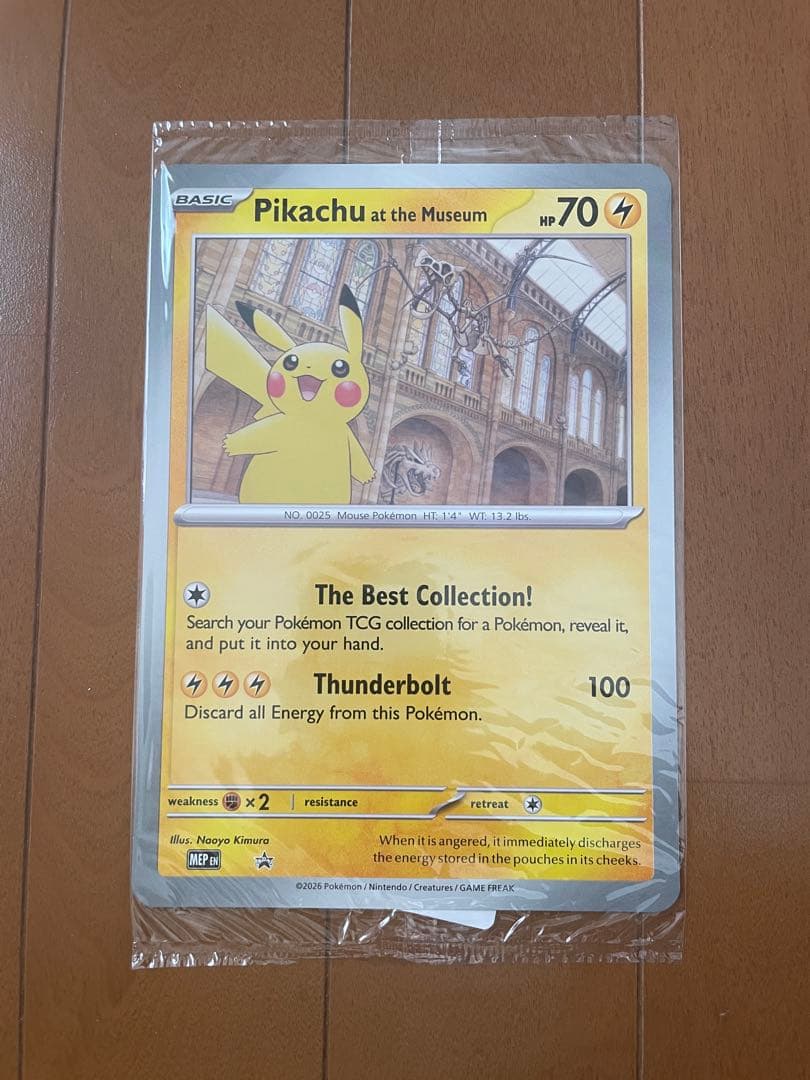 BASIC
Pikachu at the Museum HP 70
NO. 0025 Mouse Pokémon HT: 1'4" WT: 13.2 lbs.
The Best Collection!
Search your Pokémon TCG collection for a Pokémon, reveal it,
and put it into your hand.
Thunderbolt 100
Discard all Energy from this Pokémon.
weakness ×2 resistance retreat
Illus. Naoyo Kimura
When it is angered, it immediately discharges
the energy stored in the pouches in its cheeks.
MEP EN
©2026 Pokémon / Nintendo / Creatures / GAME FREAK